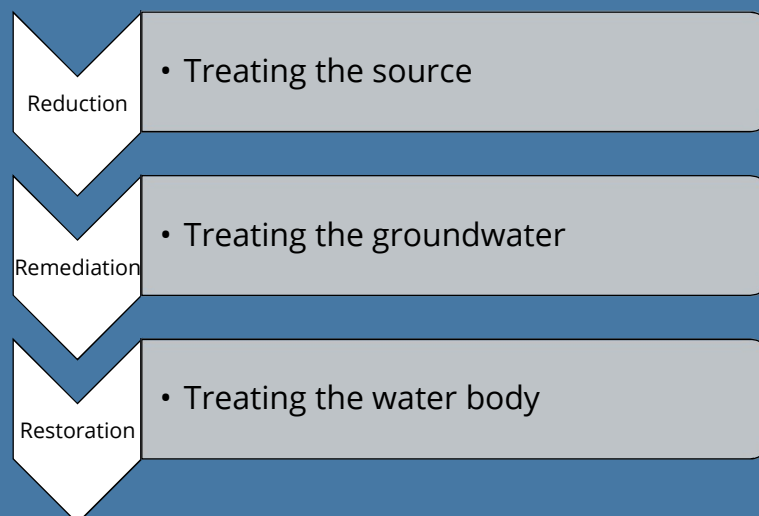 Reduction
• Treating the source
Remediation
• Treating the groundwater
Restoration
• Treating the water body